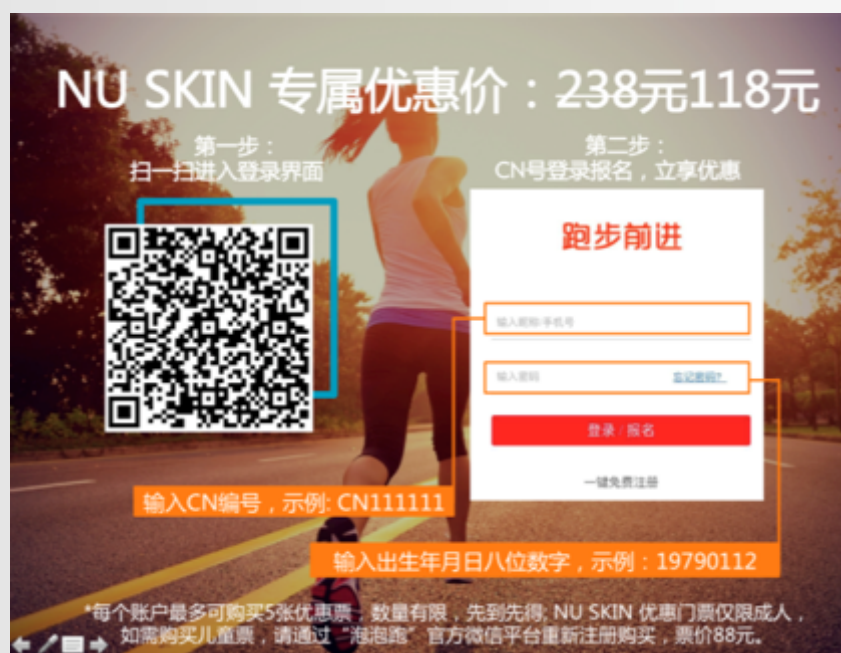 NU SKIN 专属优惠价：238元118元
第一步：
扫一扫进入登录界面
第二步：
CN号登录报名，立享优惠
跑步前进
输入昵称/手机号
输入密码 忘记密码?
登录 / 报名
一键免费注册
输入CN编号，示例: CN111111
输入出生年月日八位数字，示例：19790112
*每个账户最多可购买5张优惠票，数量有限，先到先得; NU SKIN 优惠门票仅限成人，
如需购买儿童票，请通过“泡泡跑”官方微信平台重新注册购买，票价88元。